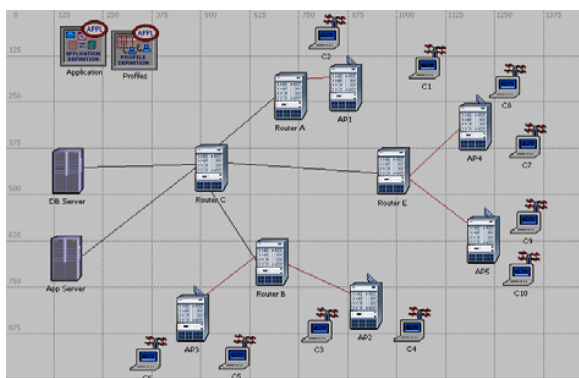 0 125 250 375 500 625 750 875 1000 1125 1250 1375
125
250
375
500
625
750
875
APPL
APPLICATION
DEFINITION
Application
APPL
PROFILE
DEFINITION
Profiles
C2
Router A
AP1
C1
C8
AP4
C7
DB Server
Router C
Router E
C9
App Server
Router B
AP5
C10
AP3
C3
AP2
C4
C6
C5